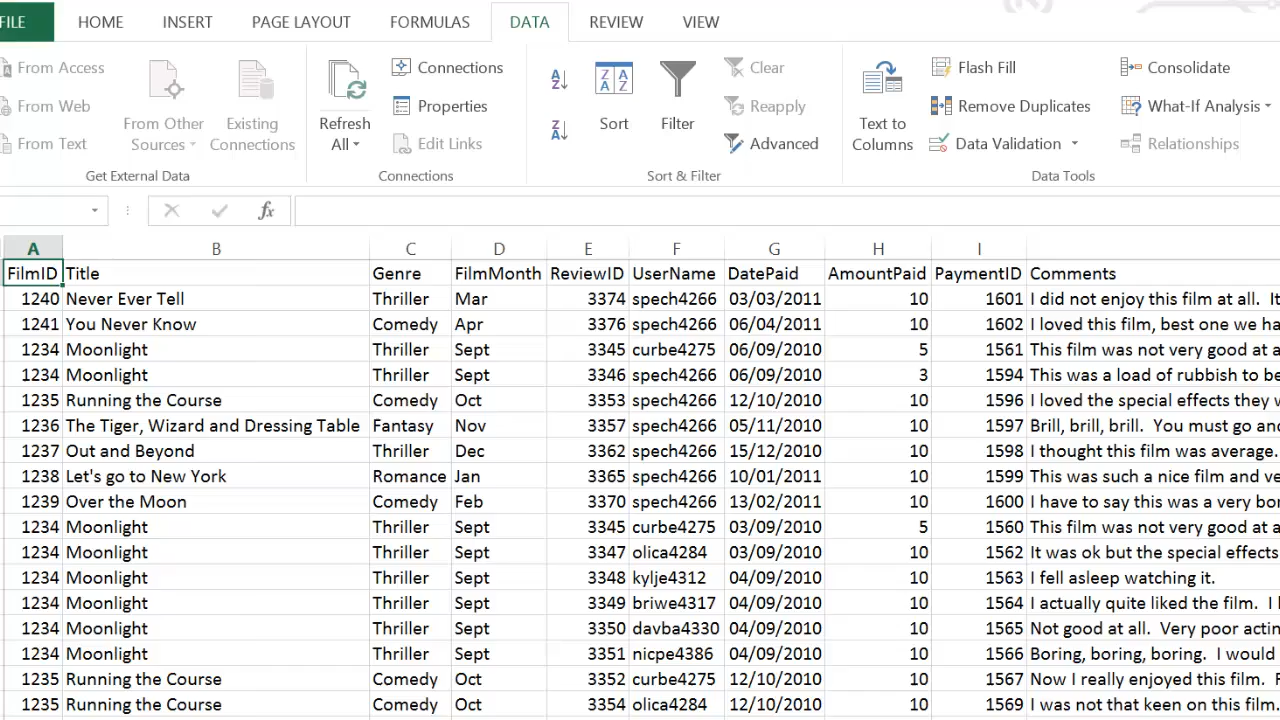 FILE HOME INSERT PAGE LAYOUT FORMULAS DATA REVIEW VIEW
From Access
From Web
From Text
From Other Sources
Existing Connections
Get External Data
Refresh All
Connections
Properties
Edit Links
Connections
A Z
Z A
Z A A Z
Sort
Filter
Clear
Reapply
Advanced
Sort & Filter
Text to Columns
Flash Fill
Remove Duplicates
Data Validation
Consolidate
What-If Analysis
Relationships
Data Tools
fx
A B C D E F G H I
FilmID Title Genre FilmMonth ReviewID UserName DatePaid AmountPaid PaymentID Comments
1240 Never Ever Tell Thriller Mar 3374 spech4266 03/03/2011 10 1601 I did not enjoy this film at all. It
1241 You Never Know Comedy Apr 3376 spech4266 06/04/2011 10 1602 I loved this film, best one we ha
1234 Moonlight Thriller Sept 3345 curbe4275 06/09/2010 5 1561 This film was not very good at a
1234 Moonlight Thriller Sept 3346 spech4266 06/09/2010 3 1594 This was a load of rubbish to be
1235 Running the Course Comedy Oct 3353 spech4266 12/10/2010 10 1596 I loved the special effects they w
1236 The Tiger, Wizard and Dressing Table Fantasy Nov 3357 spech4266 05/11/2010 10 1597 Brill, brill, brill. You must go and
1237 Out and Beyond Thriller Dec 3362 spech4266 15/12/2010 10 1598 I thought this film was average.
1238 Let's go to New York Romance Jan 3365 spech4266 10/01/2011 10 1599 This was such a nice film and ve
1239 Over the Moon Comedy Feb 3370 spech4266 13/02/2011 10 1600 I have to say this was a very bor
1234 Moonlight Thriller Sept 3345 curbe4275 03/09/2010 5 1560 This film was not very good at a
1234 Moonlight Thriller Sept 3347 olica4284 03/09/2010 10 1562 It was ok but the special effects
1234 Moonlight Thriller Sept 3348 kylje4312 04/09/2010 10 1563 I fell asleep watching it.
1234 Moonlight Thriller Sept 3349 briwe4317 04/09/2010 10 1564 I actually quite liked the film. I l
1234 Moonlight Thriller Sept 3350 davba4330 04/09/2010 10 1565 Not good at all. Very poor actin
1234 Moonlight Thriller Sept 3351 nicpe4386 04/09/2010 10 1566 Boring, boring, boring. I would
1235 Running the Course Comedy Oct 3352 curbe4275 12/10/2010 10 1567 Now I really enjoyed this film. F
1235 Running the Course Comedy Oct 3354 olica4284 12/10/2010 10 1569 I was not that keen on this film.